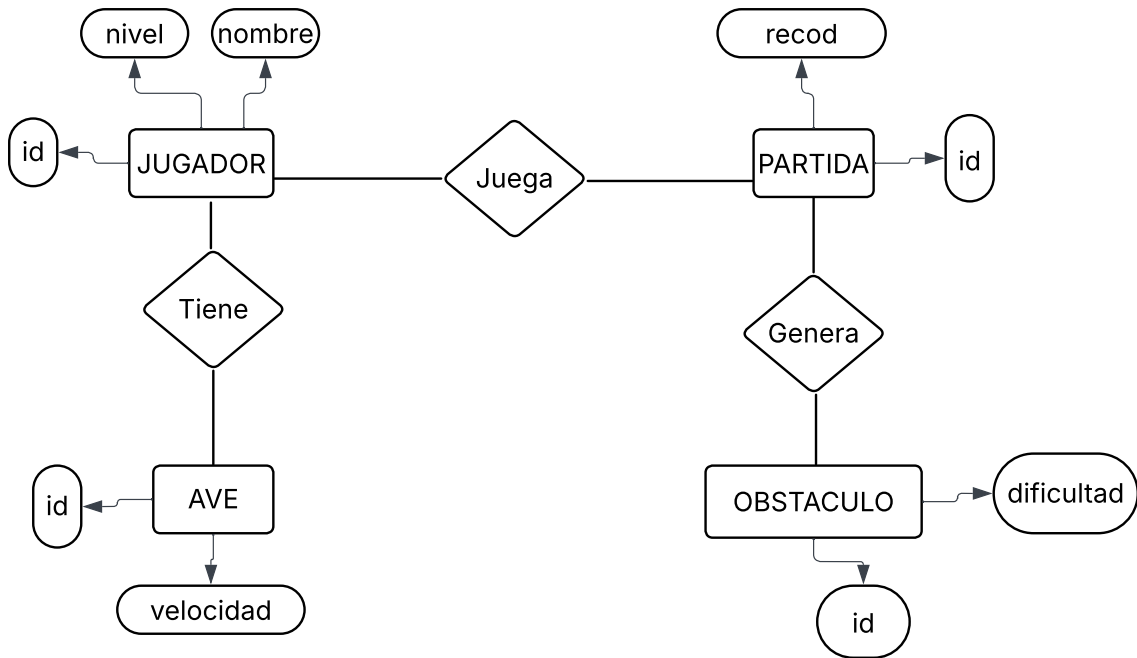 nivel
nombre
recod
id
JUGADOR
Juega
PARTIDA
id
Tiene
Genera
id
AVE
OBSTACULO
dificultad
velocidad
id